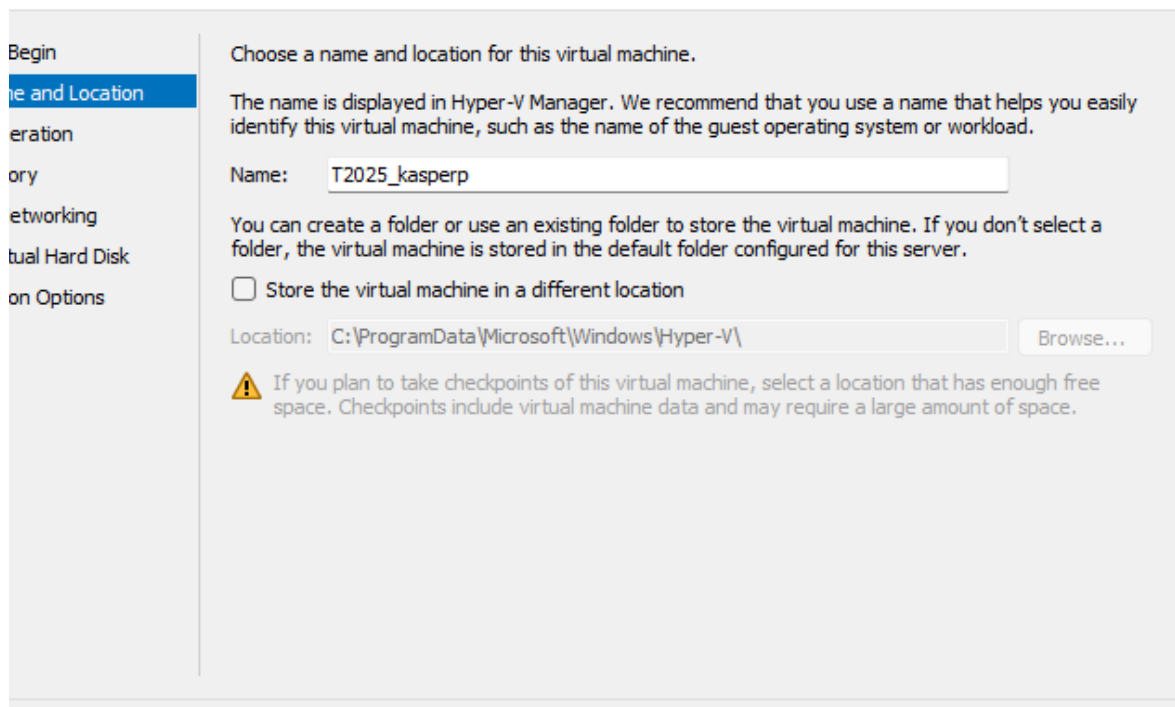 Begin
ne and Location
eration
ory
etworking
tual Hard Disk
on Options
Choose a name and location for this virtual machine.
The name is displayed in Hyper-V Manager. We recommend that you use a name that helps you easily
identify this virtual machine, such as the name of the guest operating system or workload.
Name: T2025_kasperp
You can create a folder or use an existing folder to store the virtual machine. If you don’t select a
folder, the virtual machine is stored in the default folder configured for this server.
Store the virtual machine in a different location
Location: C:\ProgramData\Microsoft\Windows\Hyper-V\ Browse...
If you plan to take checkpoints of this virtual machine, select a location that has enough free
space. Checkpoints include virtual machine data and may require a large amount of space.